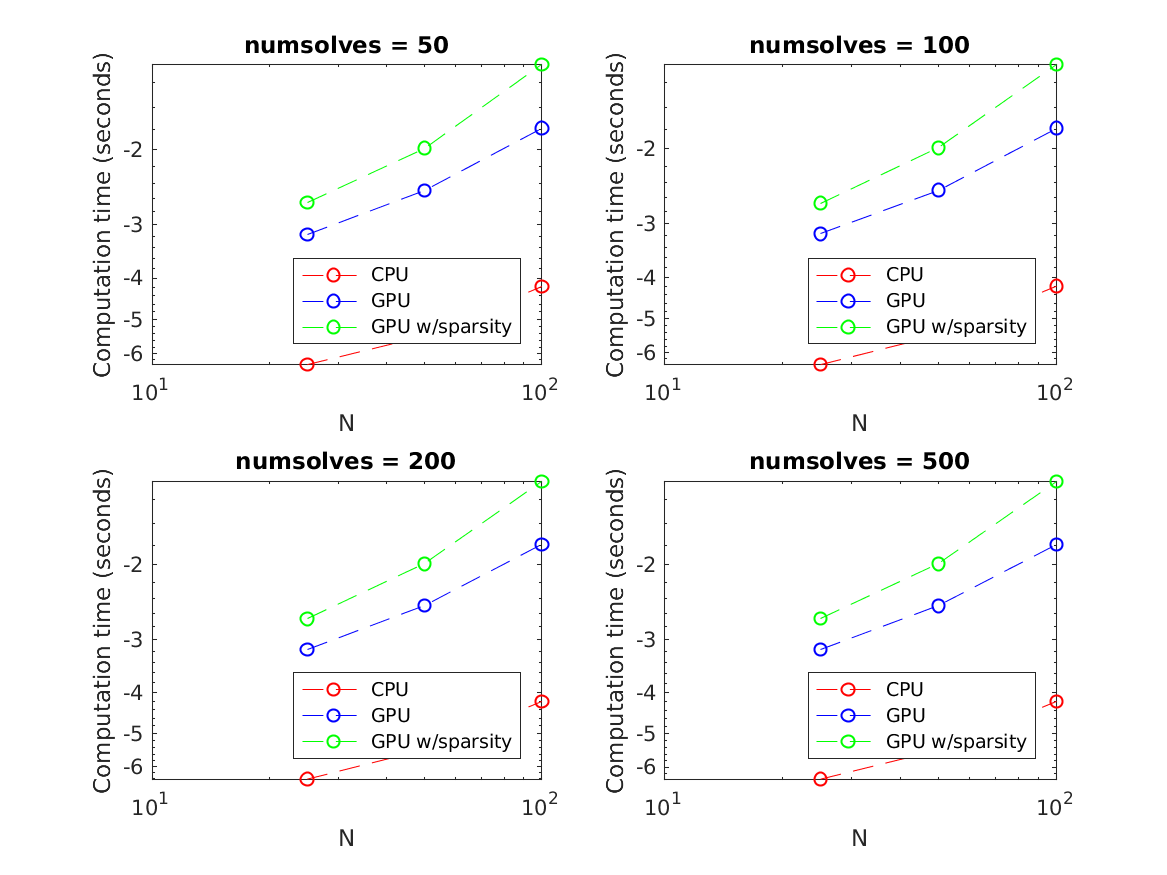 numsolves = 50
Computation time (seconds)
-2
-3
-4
-5
-6
CPU
GPU
GPU w/sparsity
10^1
10^2
N
numsolves = 100
Computation time (seconds)
-2
-3
-4
-5
-6
CPU
GPU
GPU w/sparsity
10^1
10^2
N
numsolves = 200
Computation time (seconds)
-2
-3
-4
-5
-6
CPU
GPU
GPU w/sparsity
10^1
10^2
N
numsolves = 500
Computation time (seconds)
-2
-3
-4
-5
-6
CPU
GPU
GPU w/sparsity
10^1
10^2
N